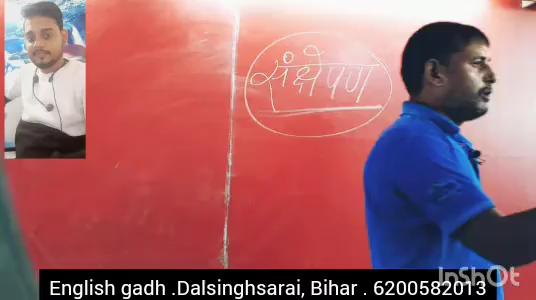 संक्षेपण
InShOt
English gadh .Dalsinghsarai, Bihar . 6200582013